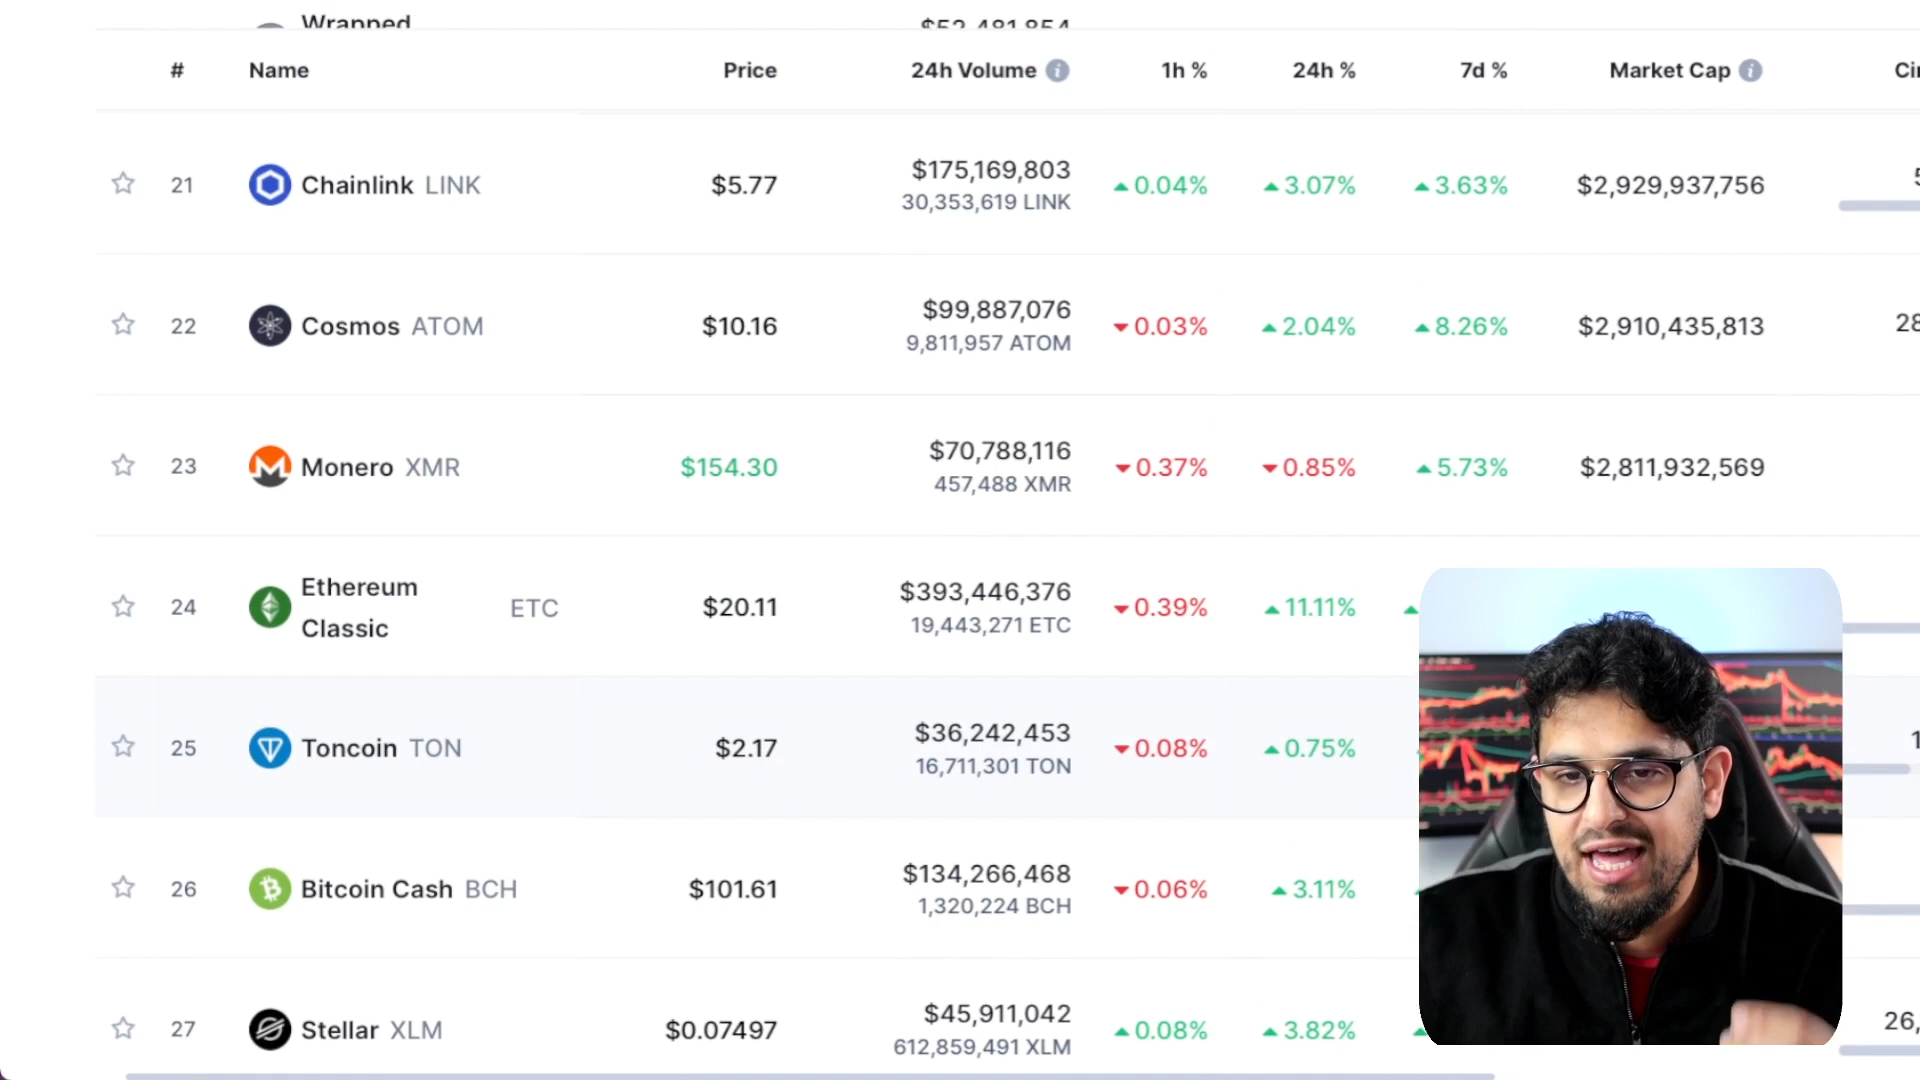 Wrapped
$52,481,854
# Name Price 24h Volume 1h % 24h % 7d % Market Cap
21 Chainlink LINK $5.77 $175,169,803 0.04% 3.07% 3.63% $2,929,937,756
30,353,619 LINK
22 Cosmos ATOM $10.16 $99,887,076 0.03% 2.04% 8.26% $2,910,435,813
9,811,957 ATOM
23 Monero XMR $154.30 $70,788,116 0.37% 0.85% 5.73% $2,811,932,569
457,488 XMR
24 Ethereum Classic ETC $20.11 $393,446,376 0.39% 11.11%
19,443,271 ETC
25 Toncoin TON $2.17 $36,242,453 0.08% 0.75%
16,711,301 TON
26 Bitcoin Cash BCH $101.61 $134,266,468 0.06% 3.11%
1,320,224 BCH
27 Stellar XLM $0.07497 $45,911,042 0.08% 3.82%
612,859,491 XLM